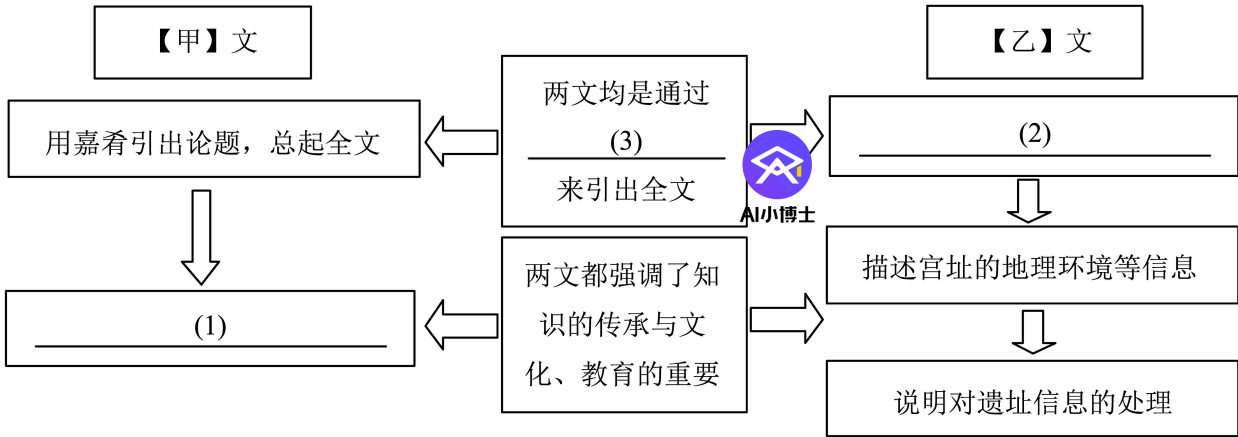 【甲】文
【乙】文
用嘉肴引出论题，总起全文
两文均是通过
(3)
来引出全文
(2)
AI小博士
描述宫址的地理环境等信息
(1)
两文都强调了知
识的传承与文
化、教育的重要
说明对遗址信息的处理